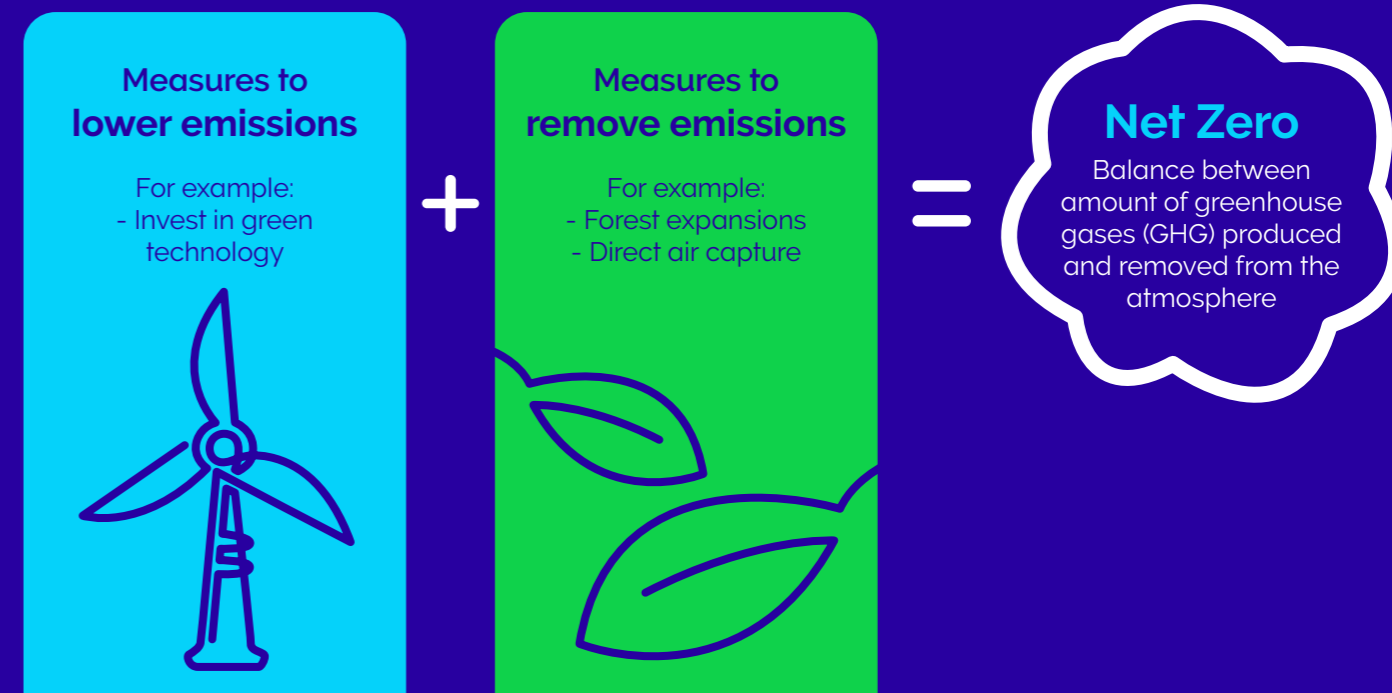 Measures to
lower emissions
For example:
- Invest in green
technology
+
Measures to
remove emissions
For example:
- Forest expansions
- Direct air capture
=
Net Zero
Balance between
amount of greenhouse
gases (GHG) produced
and removed from the
atmosphere